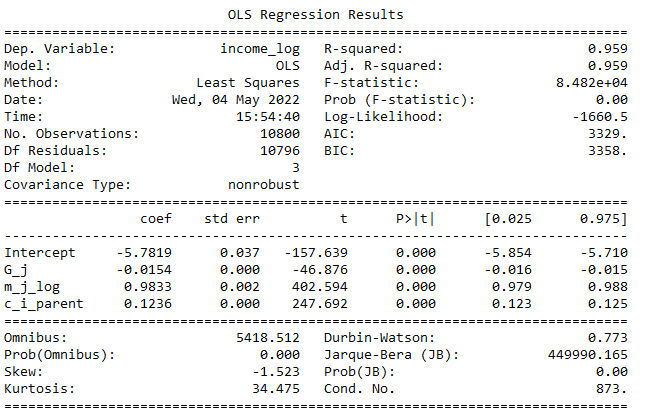 OLS Regression Results
==============================================================================
Dep. Variable: income_log R-squared: 0.959
Model: OLS Adj. R-squared: 0.959
Method: Least Squares F-statistic: 8.482e+04
Date: Wed, 04 May 2022 Prob (F-statistic): 0.00
Time: 15:54:40 Log-Likelihood: -1660.5
No. Observations: 10800 AIC: 3329.
Df Residuals: 10796 BIC: 3358.
Df Model: 3
Covariance Type: nonrobust
==============================================================================
coef std err t P>|t| [0.025 0.975]
------------------------------------------------------------------------------
Intercept -5.7819 0.037 -157.639 0.000 -5.854 -5.710
G_j -0.0154 0.000 -46.876 0.000 -0.016 -0.015
m_j_log 0.9833 0.002 402.594 0.000 0.979 0.988
c_i_parent 0.1236 0.000 247.692 0.000 0.123 0.125
==============================================================================
Omnibus: 5418.512 Durbin-Watson: 0.773
Prob(Omnibus): 0.000 Jarque-Bera (JB): 449990.165
Skew: -1.523 Prob(JB): 0.00
Kurtosis: 34.475 Cond. No. 873.
==============================================================================